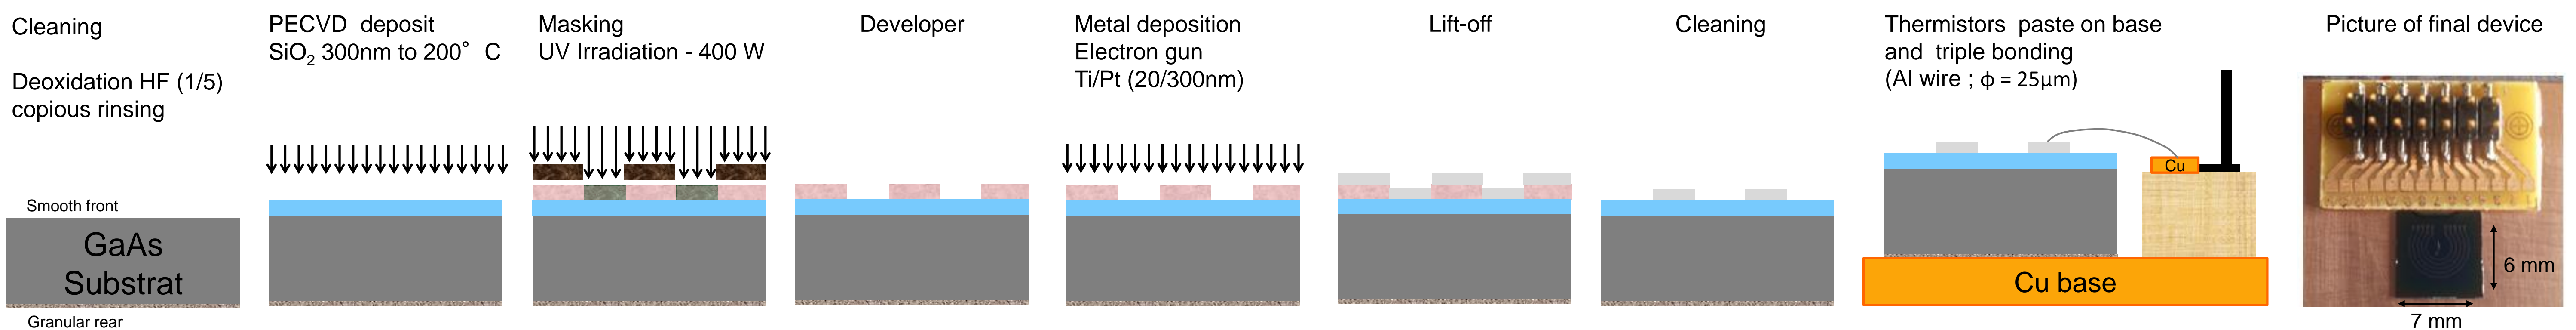 Cleaning
Deoxidation HF (1/5)
copious rinsing
Smooth front
GaAs
Substrat
Granular rear
PECVD deposit
SiO₂ 300nm to 200° C
Masking
UV Irradiation - 400 W
Developer
Metal deposition
Electron gun
Ti/Pt (20/300nm)
Lift-off
Cleaning
Thermistors paste on base
and triple bonding
(Al wire ; ϕ = 25µm)
Cu
Cu base
Picture of final device
6 mm
7 mm